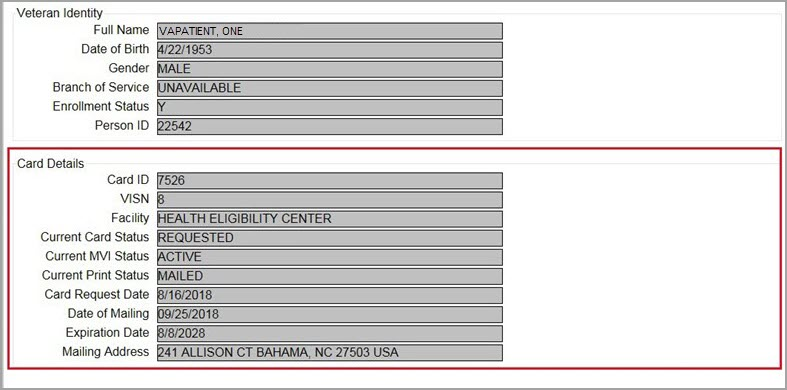 Veteran Identity
Full Name VAPATIENT, ONE
Date of Birth 4/22/1953
Gender MALE
Branch of Service UNAVAILABLE
Enrollment Status Y
Person ID 22542
Card Details
Card ID 7526
VISN 8
Facility HEALTH ELIGIBILITY CENTER
Current Card Status REQUESTED
Current MVI Status ACTIVE
Current Print Status MAILED
Card Request Date 8/16/2018
Date of Mailing 09/25/2018
Expiration Date 8/8/2028
Mailing Address 241 ALLISON CT BAHAMA, NC 27503 USA